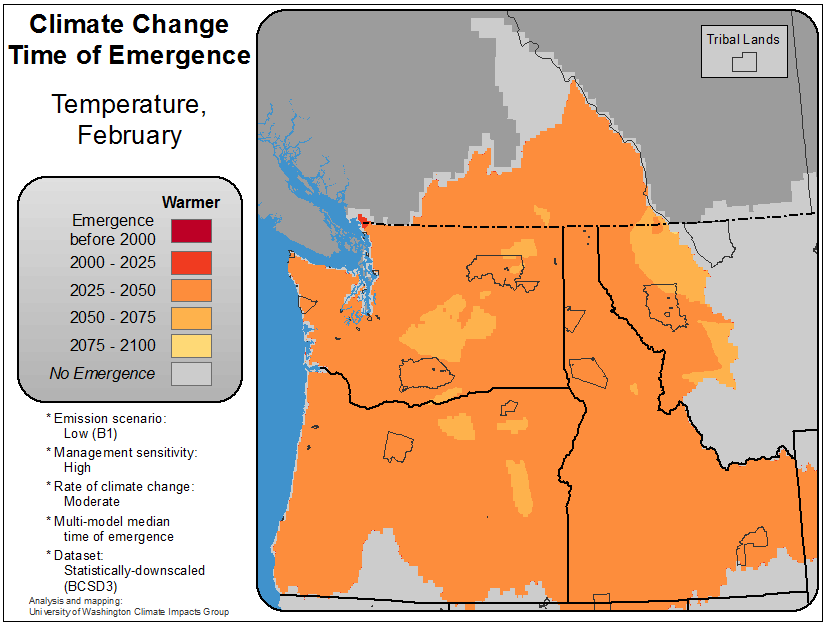 Climate Change
Time of Emergence
Temperature,
February
Tribal Lands
Warmer
Emergence
before 2000
2000 - 2025
2025 - 2050
2050 - 2075
2075 - 2100
No Emergence
* Emission scenario:
Low (B1)
* Management sensitivity:
High
* Rate of climate change:
Moderate
* Multi-model median
time of emergence
* Dataset:
Statistically-downscaled
(BCSD3)
Analysis and mapping:
University of Washington Climate Impacts Group